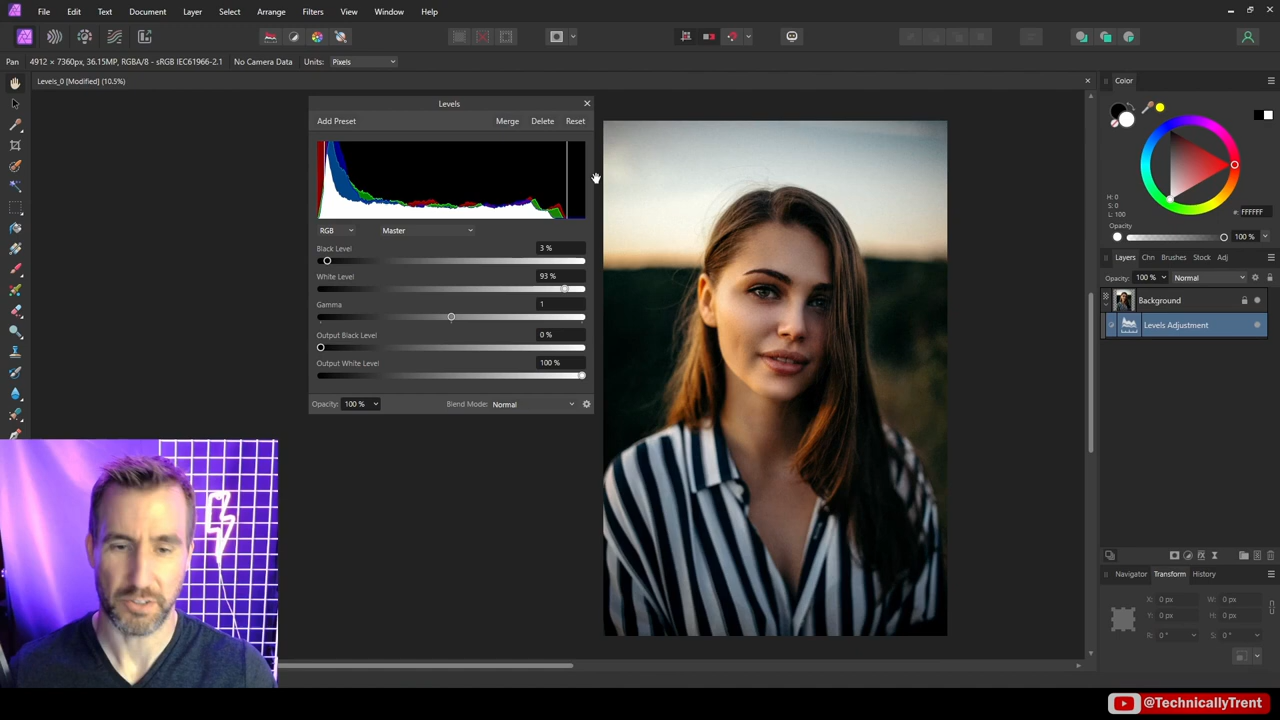 File Edit Text Document Layer Select Arrange Filters View Window Help
Pan 4912 × 7360px, 36.15MP, RGBA/8 - sRGB IEC61966-2.1 No Camera Data Units: Pixels
Levels_0 [Modified] (10.5%)
Levels
Add Preset Merge Delete Reset
RGB Master
Black Level 3 %
White Level 93 %
Gamma 1
Output Black Level 0 %
Output White Level 100 %
Opacity: 100 % Blend Mode: Normal
Color
H: 0
S: 0
L: 100
#: FFFFFF
Opacity
100 %
Layers Chn Brushes Stock Adj
Opacity: 100 % Normal
Background
Levels Adjustment
Navigator Transform History
X: 0 px W: 0 px
Y: 0 px H: 0 px
R: 0 ° S: 0 °
@TechnicallyTrent